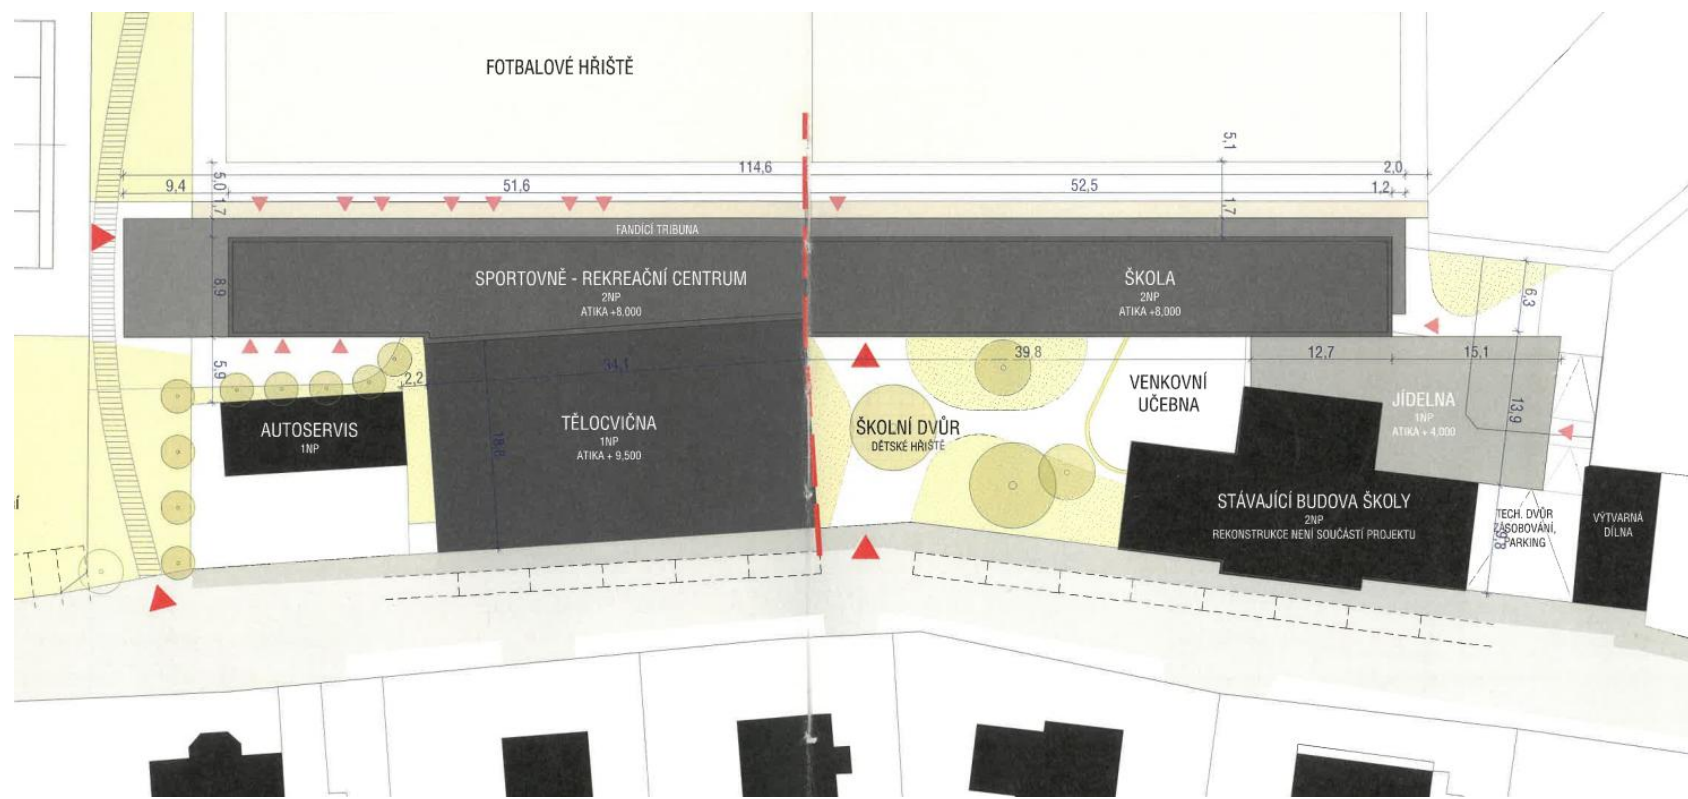 FOTBALOVÉ HŘIŠTĚ
5,1
114,6
2,0
9,4
5,0
51,6
52,5
1,2
1,7
1,7
FANDÍCÍ TRIBUNA
SPORTOVNĚ - REKREAČNÍ CENTRUM
2NP
ATIKA +8,000
ŠKOLA
2NP
ATIKA +8,000
8,9
6,3
5,9
2,2
34,1
39,8
12,7
15,1
AUTOSERVIS
1NP
TĚLOCVIČNA
1NP
ATIKA + 9,500
18,8
ŠKOLNÍ DVŮR
DĚTSKÉ HŘIŠTĚ
VENKOVNÍ
UČEBNA
JÍDELNA
1NP
ATIKA + 4,000
13,9
STÁVAJÍCÍ BUDOVA ŠKOLY
2NP
REKONSTRUKCE NENÍ SOUČÁSTÍ PROJEKTU
TECH. DVŮR
ZÁSOBOVÁNÍ,
PARKING
VÝTVARNÁ
DÍLNA